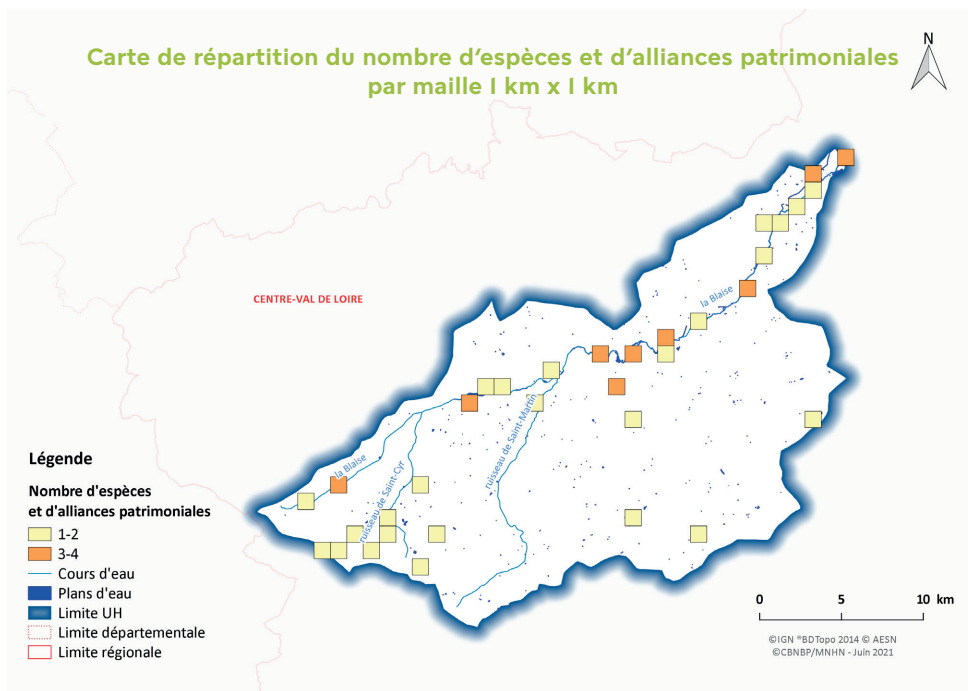 Carte de répartition du nombre d'espèces et d'alliances patrimoniales
par maille 1 km x 1 km
N
la Blaise
CENTRE-VAL DE LOIRE
ruisseau de Saint-Martin
la Blaise
ruisseau de Saint-Cyr
Légende
Nombre d'espèces
et d'alliances patrimoniales
1-2
3-4
Cours d'eau
Plans d'eau
Limite UH
Limite départementale
Limite régionale
0 5 10 km
©IGN ®BDTopo 2014 © AESN
©CBNBP/MNHN - Juin 2021